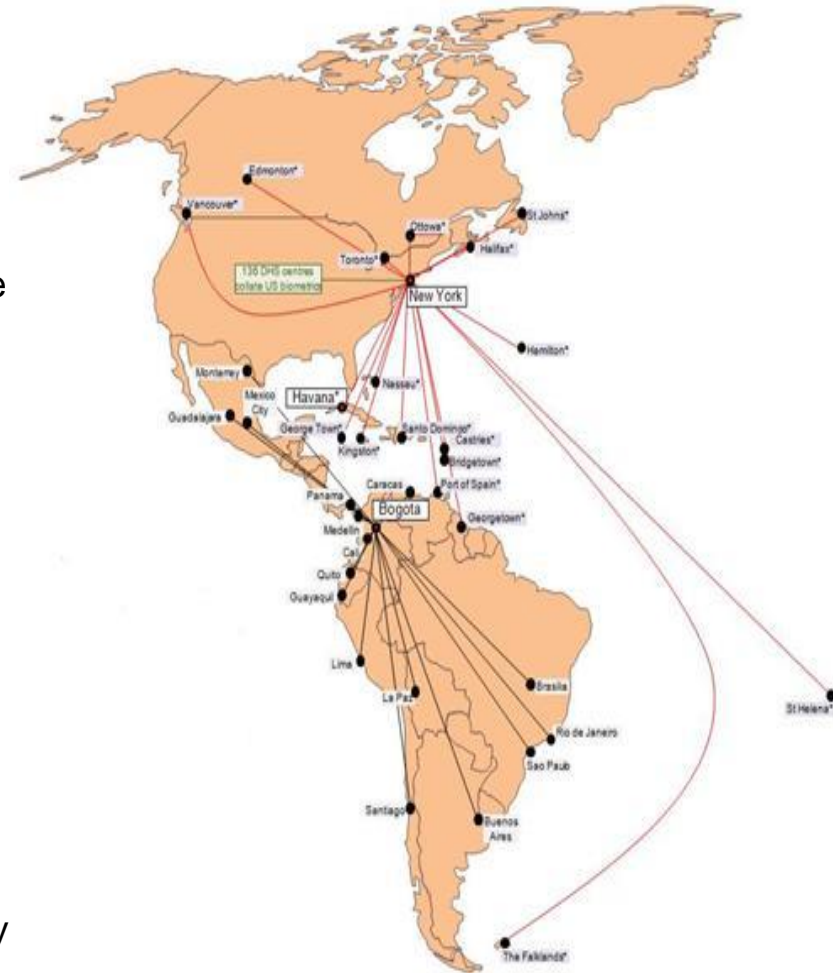 Edmonton*
Vancouver*
Ottowa*
St Johns*
Toronto*
Halifax*
e
136 DHS centres
collate US biometrics
New York
Hamilton*
Monterrey
Nassau*
Mexico
City
Havana*
Guadalajara
George Town*
Santo Domingo*
Kingston*
Castries*
Bridgetown*
Caracas
Port of Spain*
Panama
Bogota
Georgetown*
Medellin
Cali
Quito
Guayaquil
Lima
La Paz
Brasilia
St Helena*
Rio de Janeiro
Sao Paulo
Santiago
Buenos
Aires
y
The Falklands*